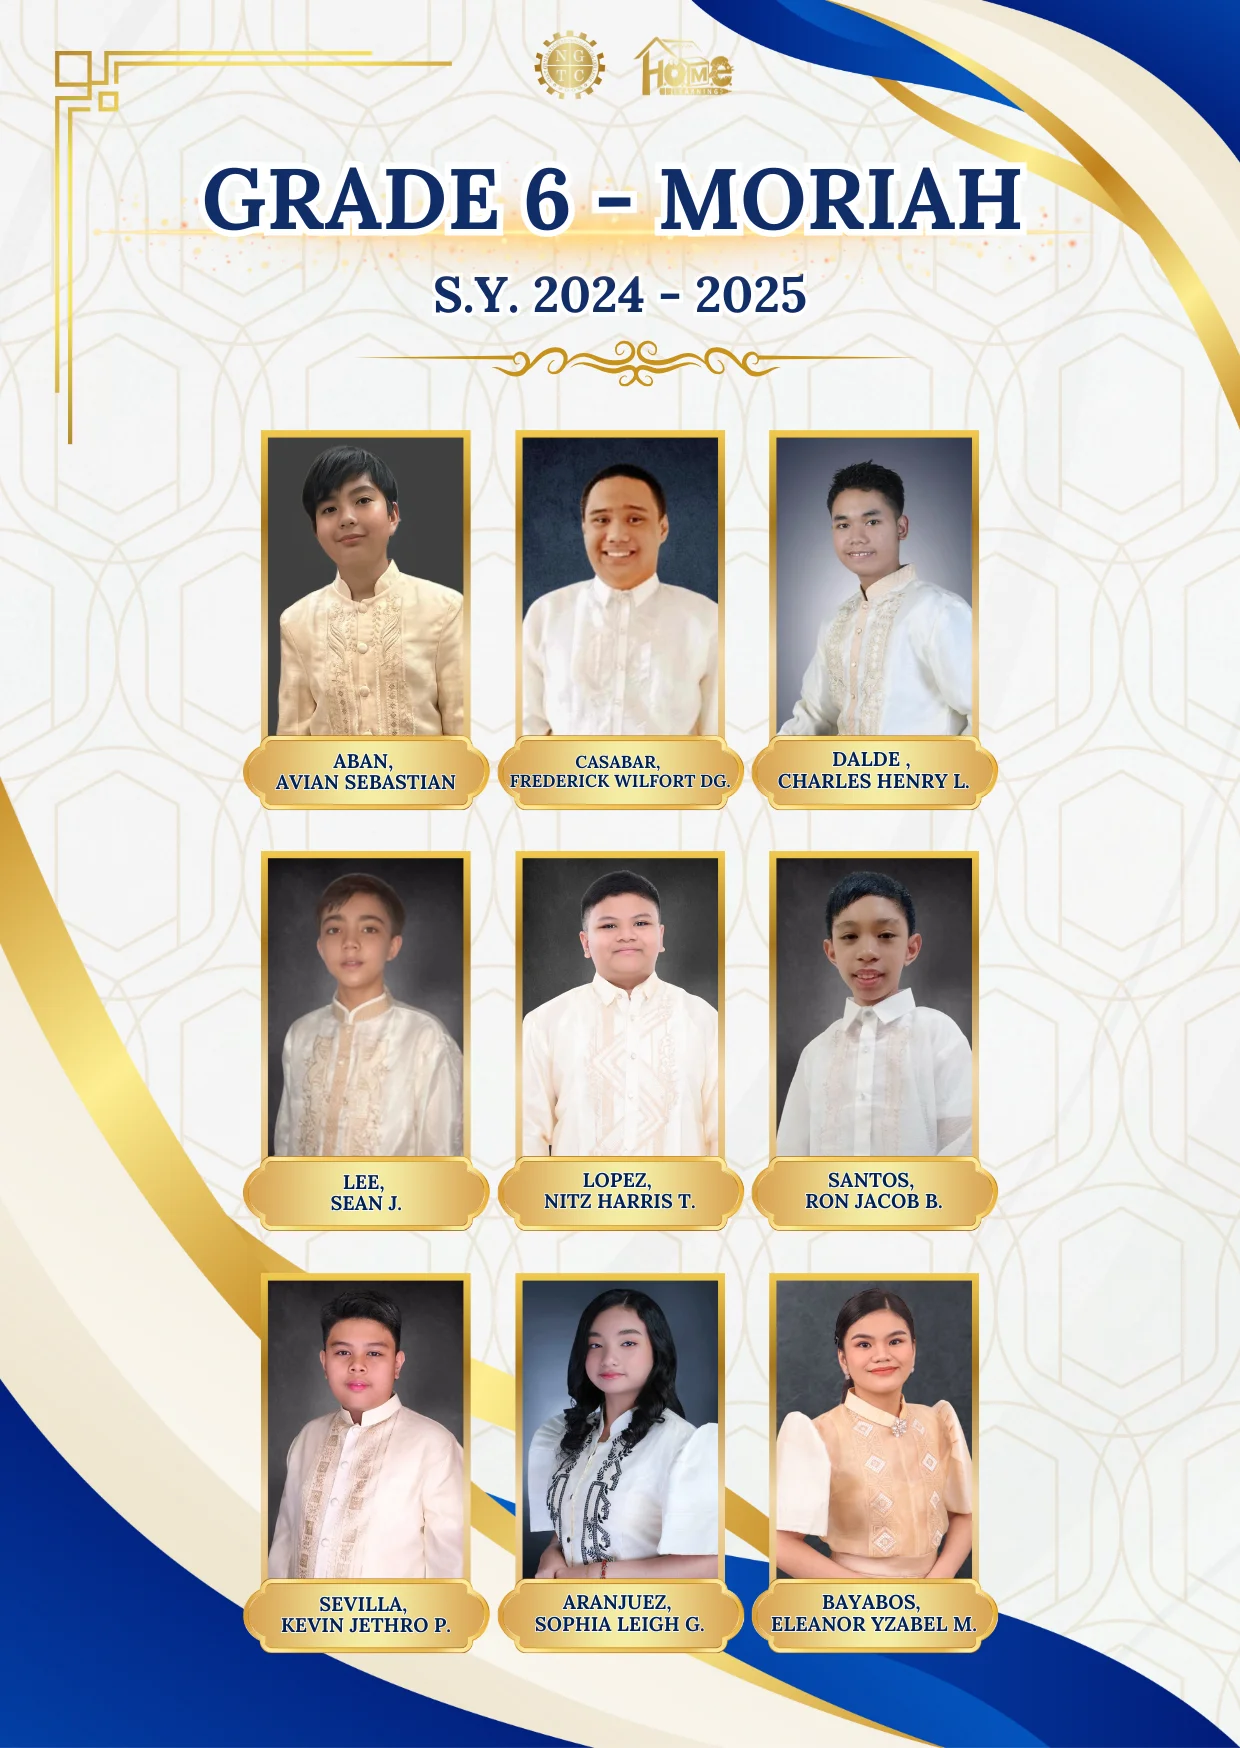 N G
T C
HOME
GRADE 6 - MORIAH
S.Y. 2024 - 2025
ABAN,
AVIAN SEBASTIAN
CASABAR,
FREDERICK WILFORT DG.
DALDE ,
CHARLES HENRY L.
LEE,
SEAN J.
LOPEZ,
NITZ HARRIS T.
SANTOS,
RON JACOB B.
SEVILLA,
KEVIN JETHRO P.
ARANJUEZ,
SOPHIA LEIGH G.
BAYABOS,
ELEANOR YZABEL M.